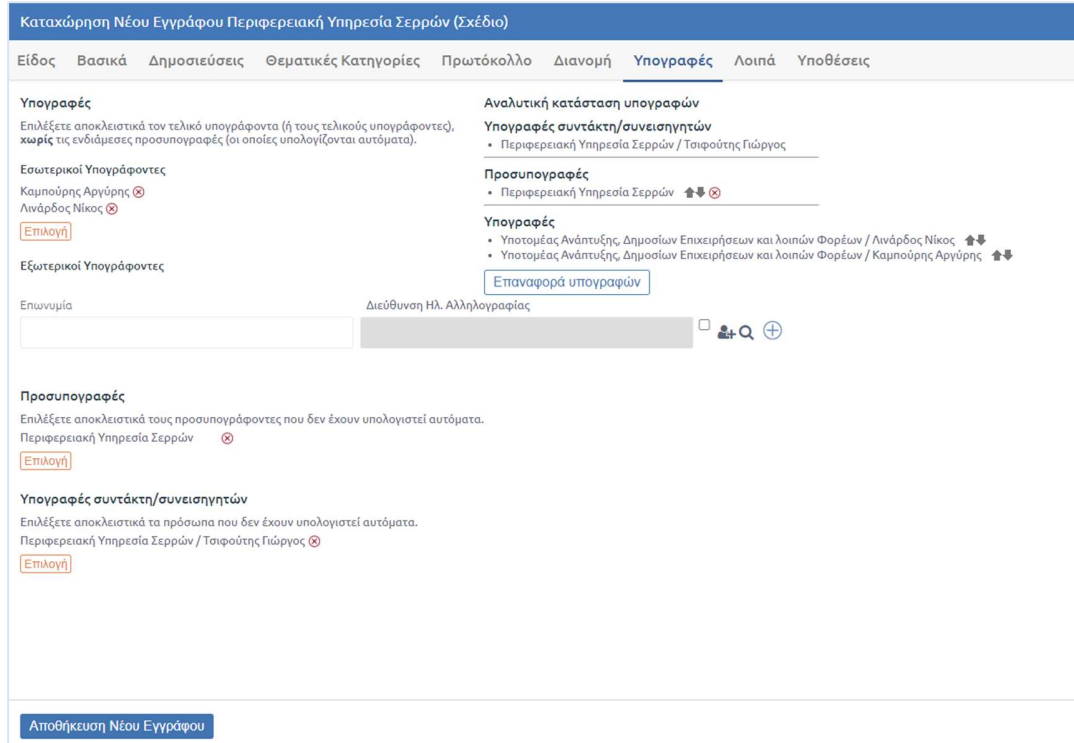 Καταχώρηση Νέου Εγγράφου Περιφερειακή Υπηρεσία Σερρών (Σχέδιο)
Είδος Βασικά Δημοσιεύσεις Θεματικές Κατηγορίες Πρωτόκολλο Διανομή Υπογραφές Λοιπά Υποθέσεις
Υπογραφές
Επιλέξετε αποκλειστικά τον τελικό υπογράφοντα (ή τους τελικούς υπογράφοντες),
χωρίς τις ενδιάμεσες προσυπογραφές (οι οποίες υπολογίζονται αυτόματα).
Εσωτερικοί Υπογράφοντες
Καμπούρης Αργύρης
Λινάρδος Νίκος
Επιλογή
Εξωτερικοί Υπογράφοντες
Αναλυτική κατάσταση υπογραφών
Υπογραφές συντάκτη/συνεισηγητών
• Περιφερειακή Υπηρεσία Σερρών / Τσιφούτης Γιώργος
Προσυπογραφές
• Περιφερειακή Υπηρεσία Σερρών
Υπογραφές
• Υποτομέας Ανάπτυξης, Δημοσίων Επιχειρήσεων και λοιπών Φορέων / Λινάρδος Νίκος
• Υποτομέας Ανάπτυξης, Δημοσίων Επιχειρήσεων και λοιπών Φορέων / Καμπούρης Αργύρης
Επαναφορά υπογραφών
Επωνυμία Διεύθυνση Ηλ. Αλληλογραφίας
Προσυπογραφές
Επιλέξετε αποκλειστικά τους προσυπογράφοντες που δεν έχουν υπολογιστεί αυτόματα.
Περιφερειακή Υπηρεσία Σερρών
Επιλογή
Υπογραφές συντάκτη/συνεισηγητών
Επιλέξετε αποκλειστικά τα πρόσωπα που δεν έχουν υπολογιστεί αυτόματα.
Περιφερειακή Υπηρεσία Σερρών / Τσιφούτης Γιώργος
Επιλογή
Αποθήκευση Νέου Εγγράφου